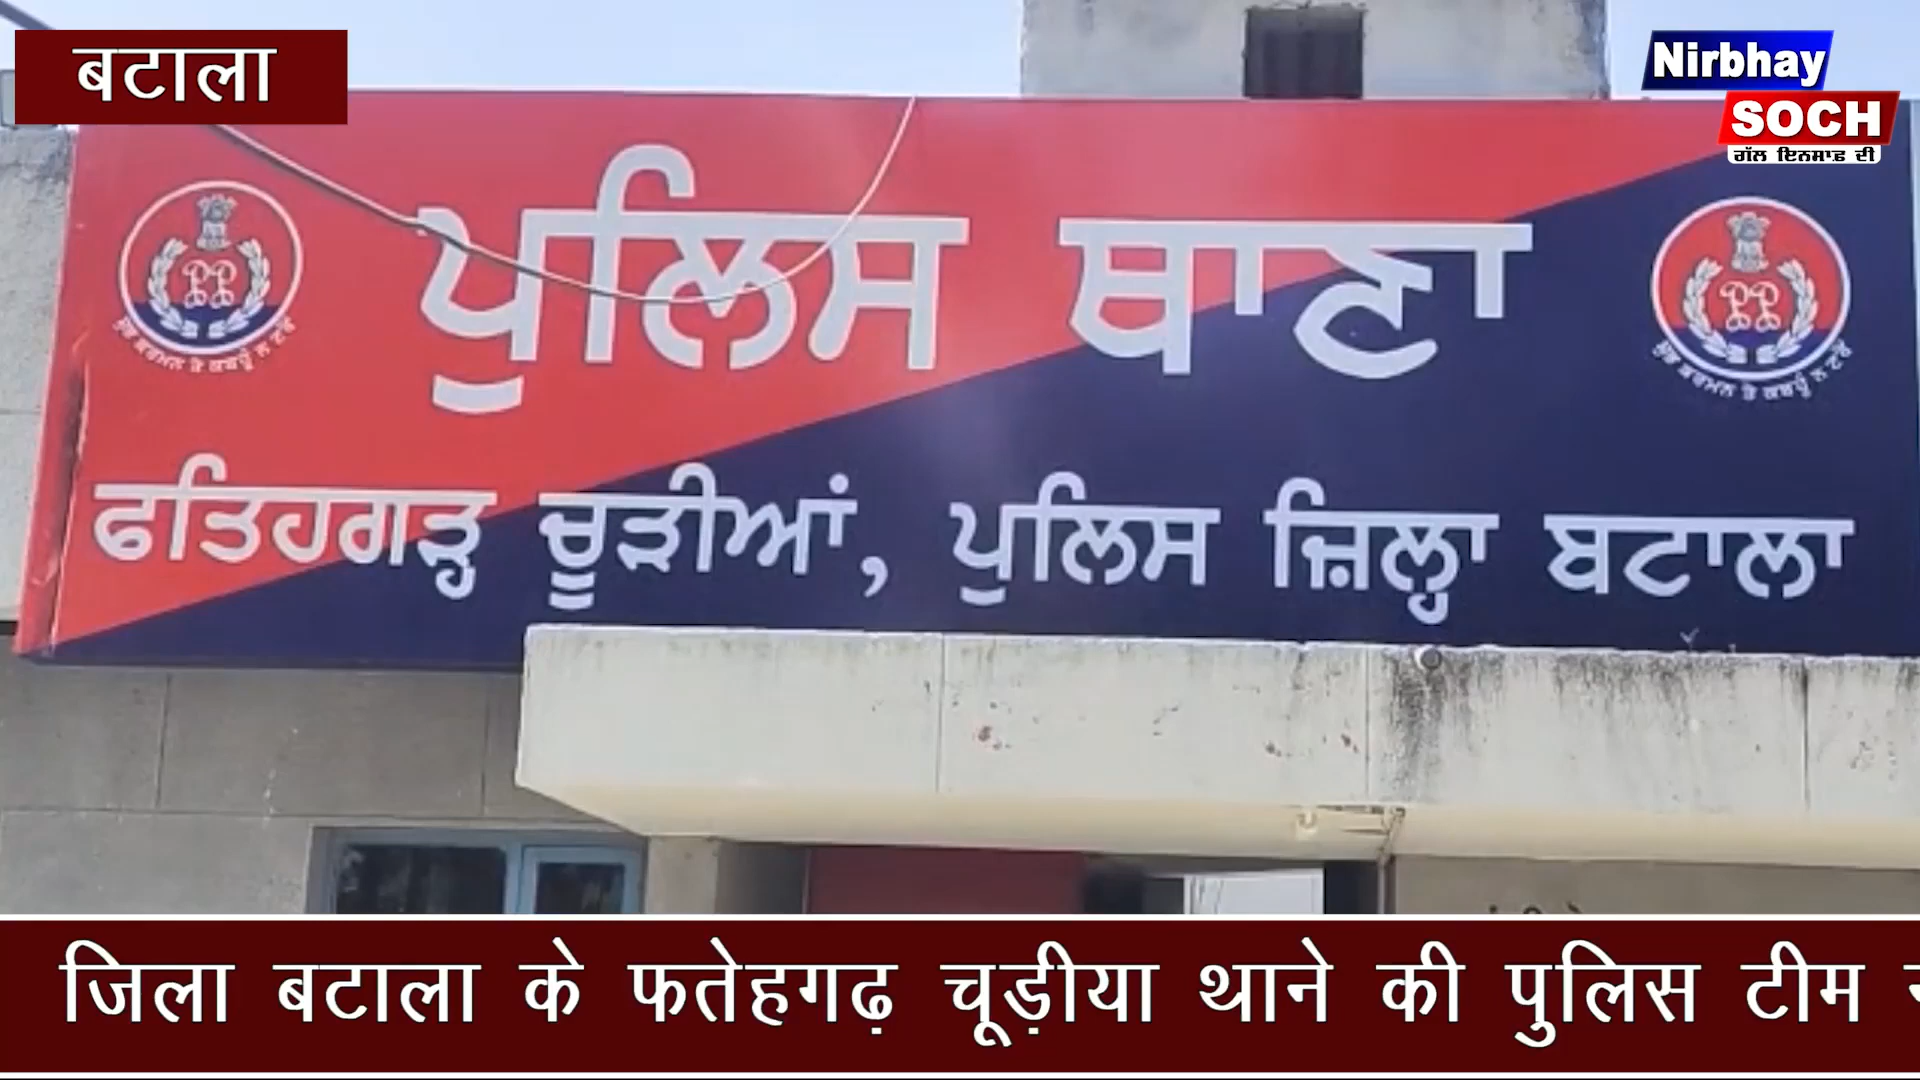 बटाला
Nirbhay
SOCH
ਗੱਲ ਇਨਸਾਫ਼ ਦੀ
ਪੁਲਿਸ ਥਾਣਾ
ਫਤਿਹਗੜ੍ਹ ਚੂੜੀਆਂ, ਪੁਲਿਸ ਜ਼ਿਲ੍ਹਾ ਬਟਾਲਾ
जिला बटाला के फतेहगढ़ चूड़ीया थाने की पुलिस टीम